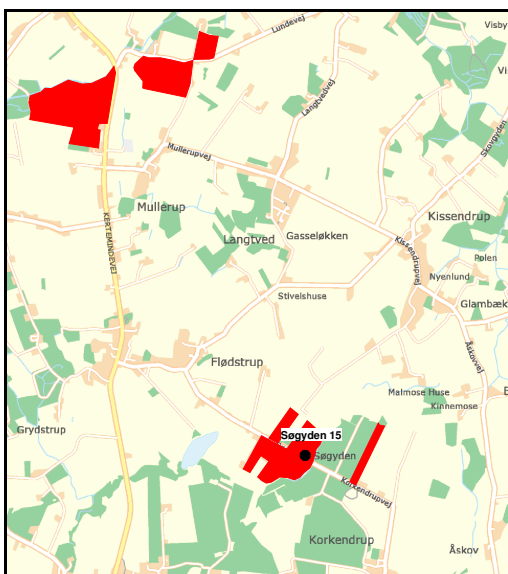 Lundevej
Visby
Vi
Langtvedvej
Skovgyden
Mullerupvej
Mullerup
KERTEMINDEVEJ
Langtved
Gasseløkken
Kissendrup
Kissendrupvej
Polen
Nyenlund
Stivelshuse
Glambæk
Åskovvej
Flødstrup
Malmose Huse
Kinnemose
Grydstrup
Søgyden 15
Søgyden
Korkendrupvej
Korkendrup
Åskov